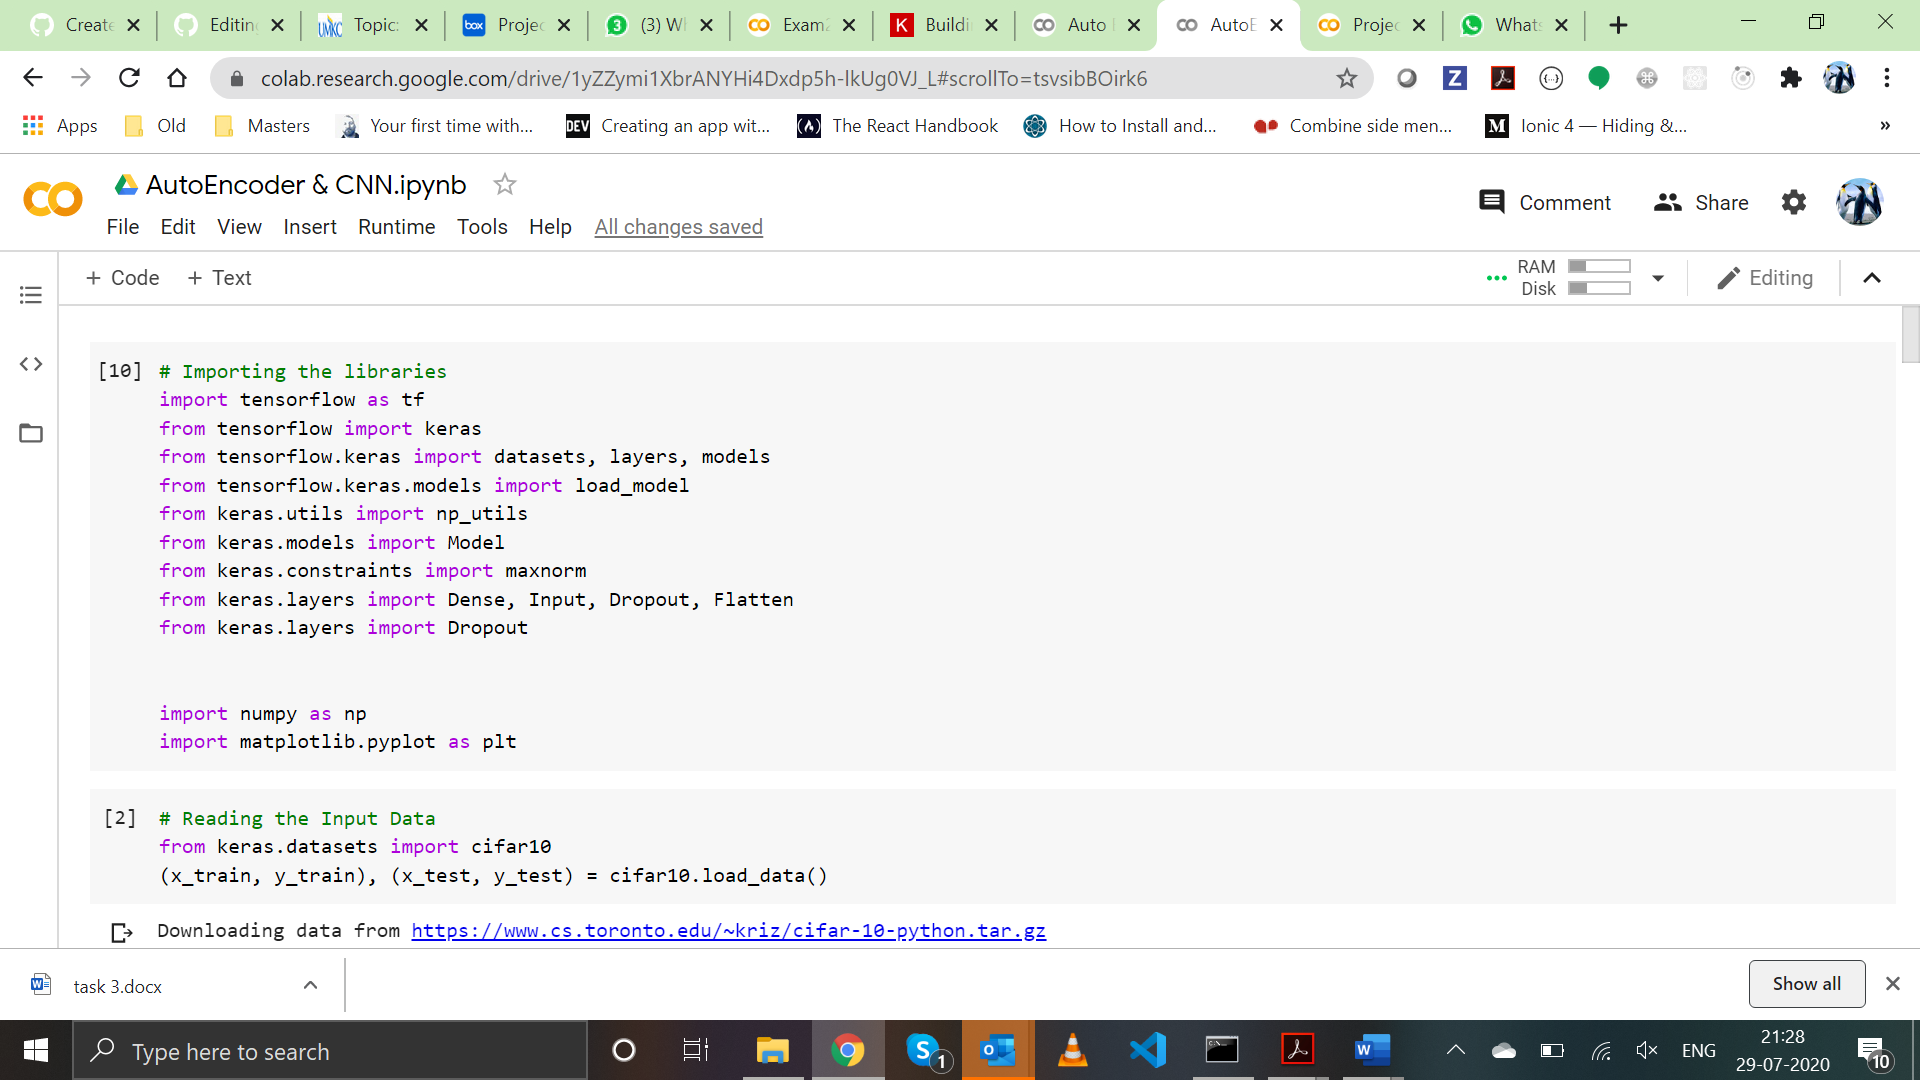 Create
Editing
Topic:
box
Projec
3
(3) Wh
Exam2
K
Buildi
Auto
AutoE
Projec
Whats
colab.research.google.com/drive/1yZZymi1XbrANYHi4Dxdp5h-lkUg0VJ_L#scrollTo=tsvsibBOirk6
Z
Apps
Old
Masters
Your first time with...
DEV
Creating an app wit...
The React Handbook
How to Install and...
Combine side men...
M
Ionic 4 — Hiding &...
»
AutoEncoder & CNN.ipynb
File Edit View Insert Runtime Tools Help All changes saved
Comment
Share
+ Code + Text
RAM
Disk
Editing
[10]
# Importing the libraries
import tensorflow as tf
from tensorflow import keras
from tensorflow.keras import datasets, layers, models
from tensorflow.keras.models import load_model
from keras.utils import np_utils
from keras.models import Model
from keras.constraints import maxnorm
from keras.layers import Dense, Input, Dropout, Flatten
from keras.layers import Dropout
import numpy as np
import matplotlib.pyplot as plt
[2]
# Reading the Input Data
from keras.datasets import cifar10
(x_train, y_train), (x_test, y_test) = cifar10.load_data()
Downloading data from https://www.cs.toronto.edu/~kriz/cifar-10-python.tar.gz
task 3.docx
Show all
Type here to search
1
ENG
21:28
29-07-2020
10